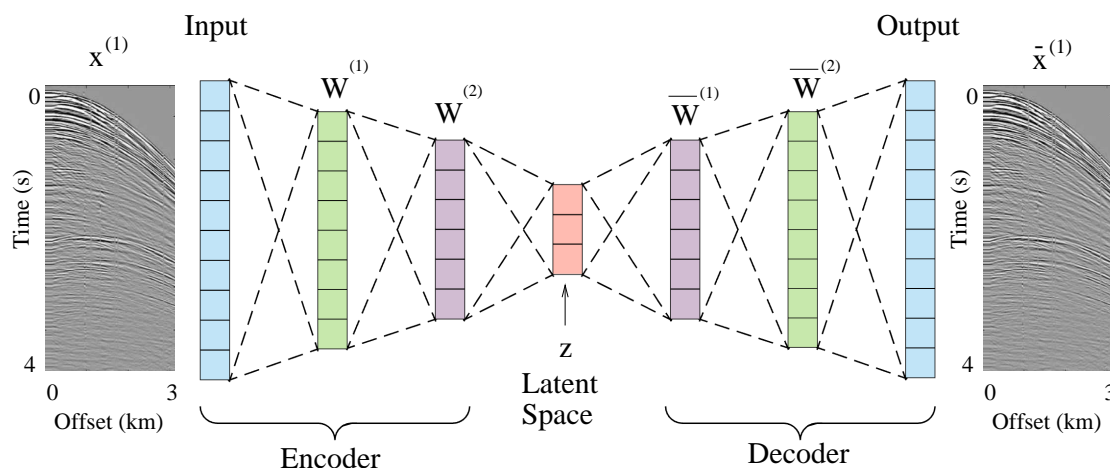 Input
x^(1)
0
Time (s)
4
0 3
Offset (km)
W^(1)
W^(2)
Encoder
z
Latent
Space
W̅^(1)
W̅^(2)
Decoder
Output
x̄^(1)
0
Time (s)
4
0 3
Offset (km)